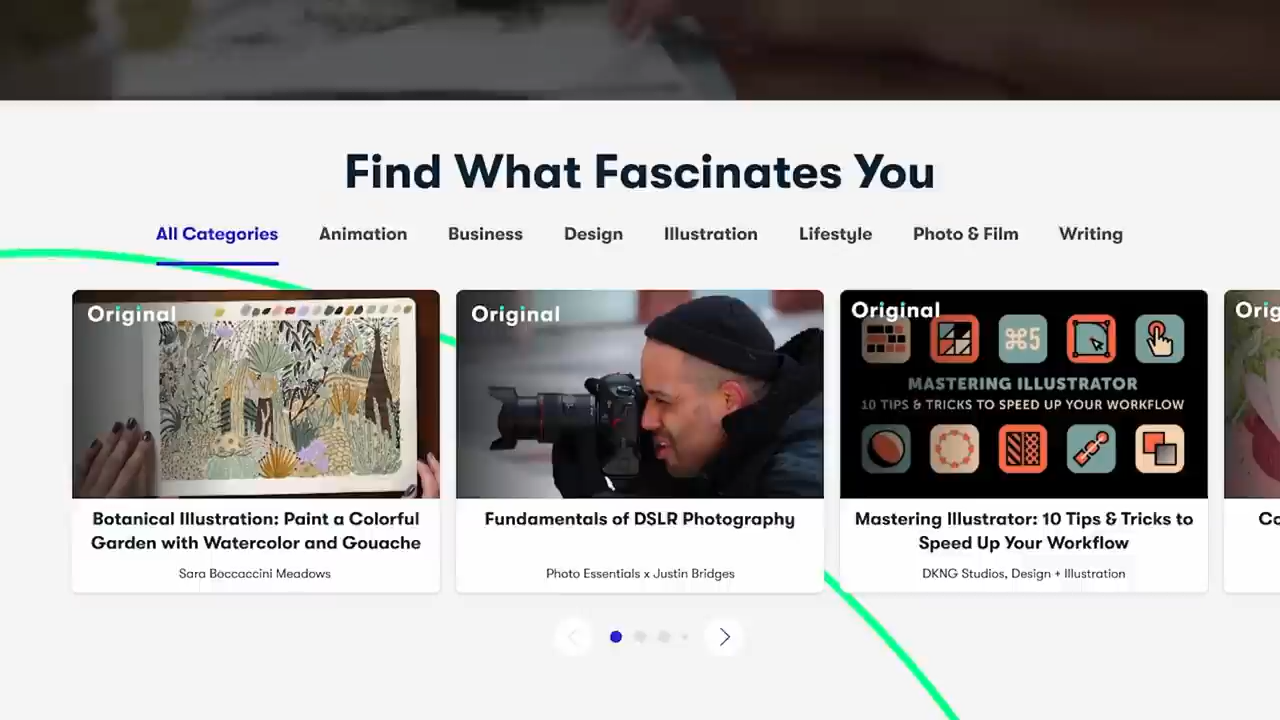 Find What Fascinates You
All Categories Animation Business Design Illustration Lifestyle Photo & Film Writing
Original Original Original
⌘5
MASTERING ILLUSTRATOR
10 TIPS & TRICKS TO SPEED UP YOUR WORKFLOW
Botanical Illustration: Paint a Colorful
Garden with Watercolor and Gouache
Sara Boccaccini Meadows
Fundamentals of DSLR Photography
Photo Essentials x Justin Bridges
Mastering Illustrator: 10 Tips & Tricks to
Speed Up Your Workflow
DKNG Studios, Design + Illustration